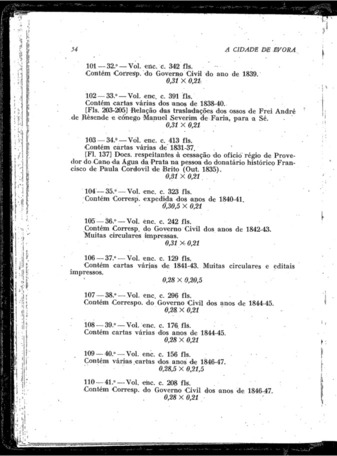 54 A CIDADE DE EVORA
101 — 32.º — Vol. enc. c. 342 fls.
Contém Corresp. do Governo Civil do ano de 1839.
0,31 × 0,21
102 — 33.º — Vol. enc. c. 391 fls.
Contém cartas várias dos anos de 1838-40.
[Fls. 203-205] Relação das trasladações dos ossos de Frei André
de Résende e cónego Manuel Severim de Faria, para a Sé.
0,31 × 0,21
103 — 34.º — Vol. enc. c. 413 fls.
Contém cartas várias de 1831-37.
[Fl. 137] Docs. respeitantes à cessação do ofício régio de Prove-
dor do Cano da Água da Prata na pessoa do donatário histórico Fran-
cisco de Paula Cordovil de Brito (Out. 1835).
0,31 × 0,21
104 — 35.º — Vol. enc. c. 323 fls.
Contém Corresp. expedida dos anos de 1840-41.
0,30,5 × 0,21
105 — 36.º — Vol. enc. c. 242 fls.
Contém Corresp. do Governo Civil dos anos de 1842-43.
Muitas circulares impressas.
0,31 × 0,21
106 — 37.º — Vol. enc. c. 129 fls.
Contém cartas várias de 1841-43. Muitas circulares e editais
impressos.
0,28 × 0,20,5
107 — 38.º — Vol. enc. c. 296 fls.
Contém Correspo. do Governo Civil dos anos de 1844-45.
0,28 × 0,21
108 — 39.º — Vol. enc. c. 176 fls.
Contém cartas várias dos anos de 1844-45.
0,28 × 0,21
109 — 40.º — Vol. enc. c. 156 fls.
Contém várias cartas dos anos de 1846-47.
0,28,5 × 0,21,5
110 — 41.º — Vol. enc. c. 208 fls.
Contém Corresp. do Governo Civil dos anos de 1846-47.
0,28 × 0,21